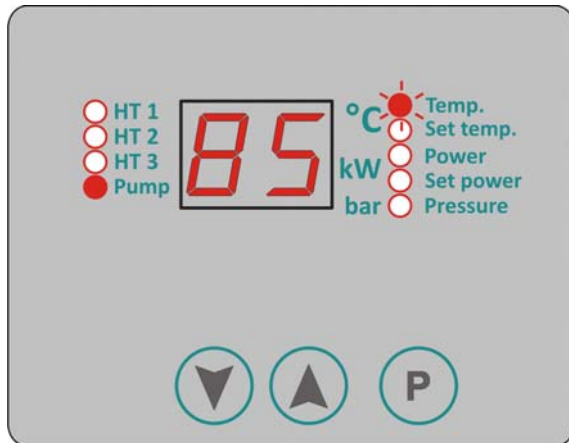 HT 1
HT 2
HT 3
Pump
85
°C
kW
bar
Temp.
Set temp.
Power
Set power
Pressure
P